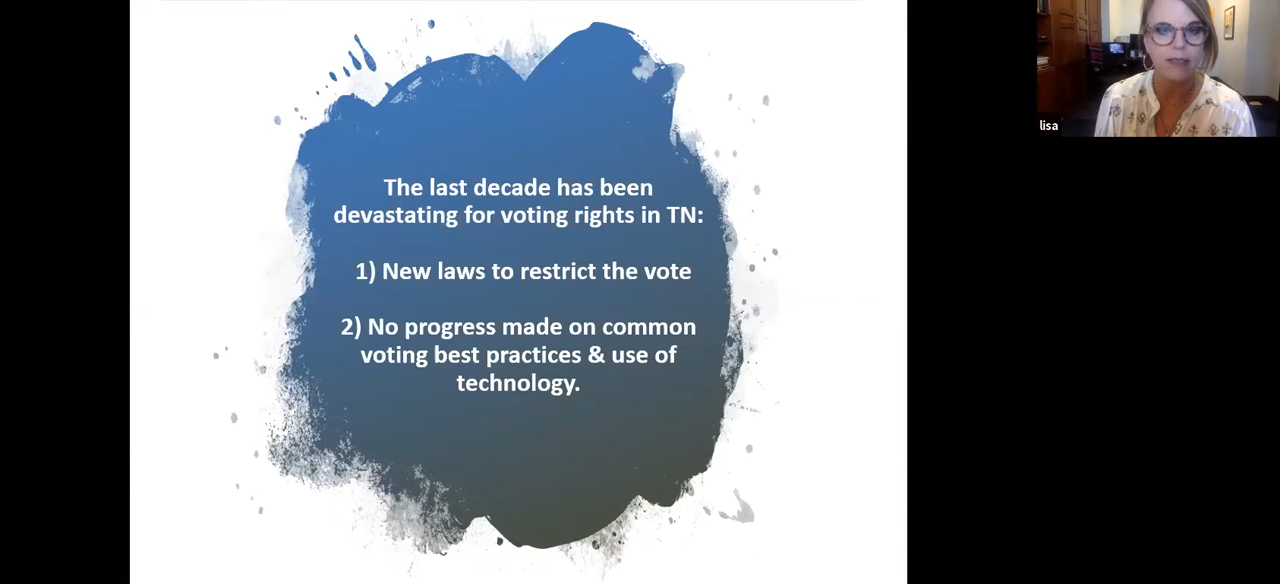 The last decade has been
devastating for voting rights in TN:
1) New laws to restrict the vote
2) No progress made on common
voting best practices & use of
technology.
lisa